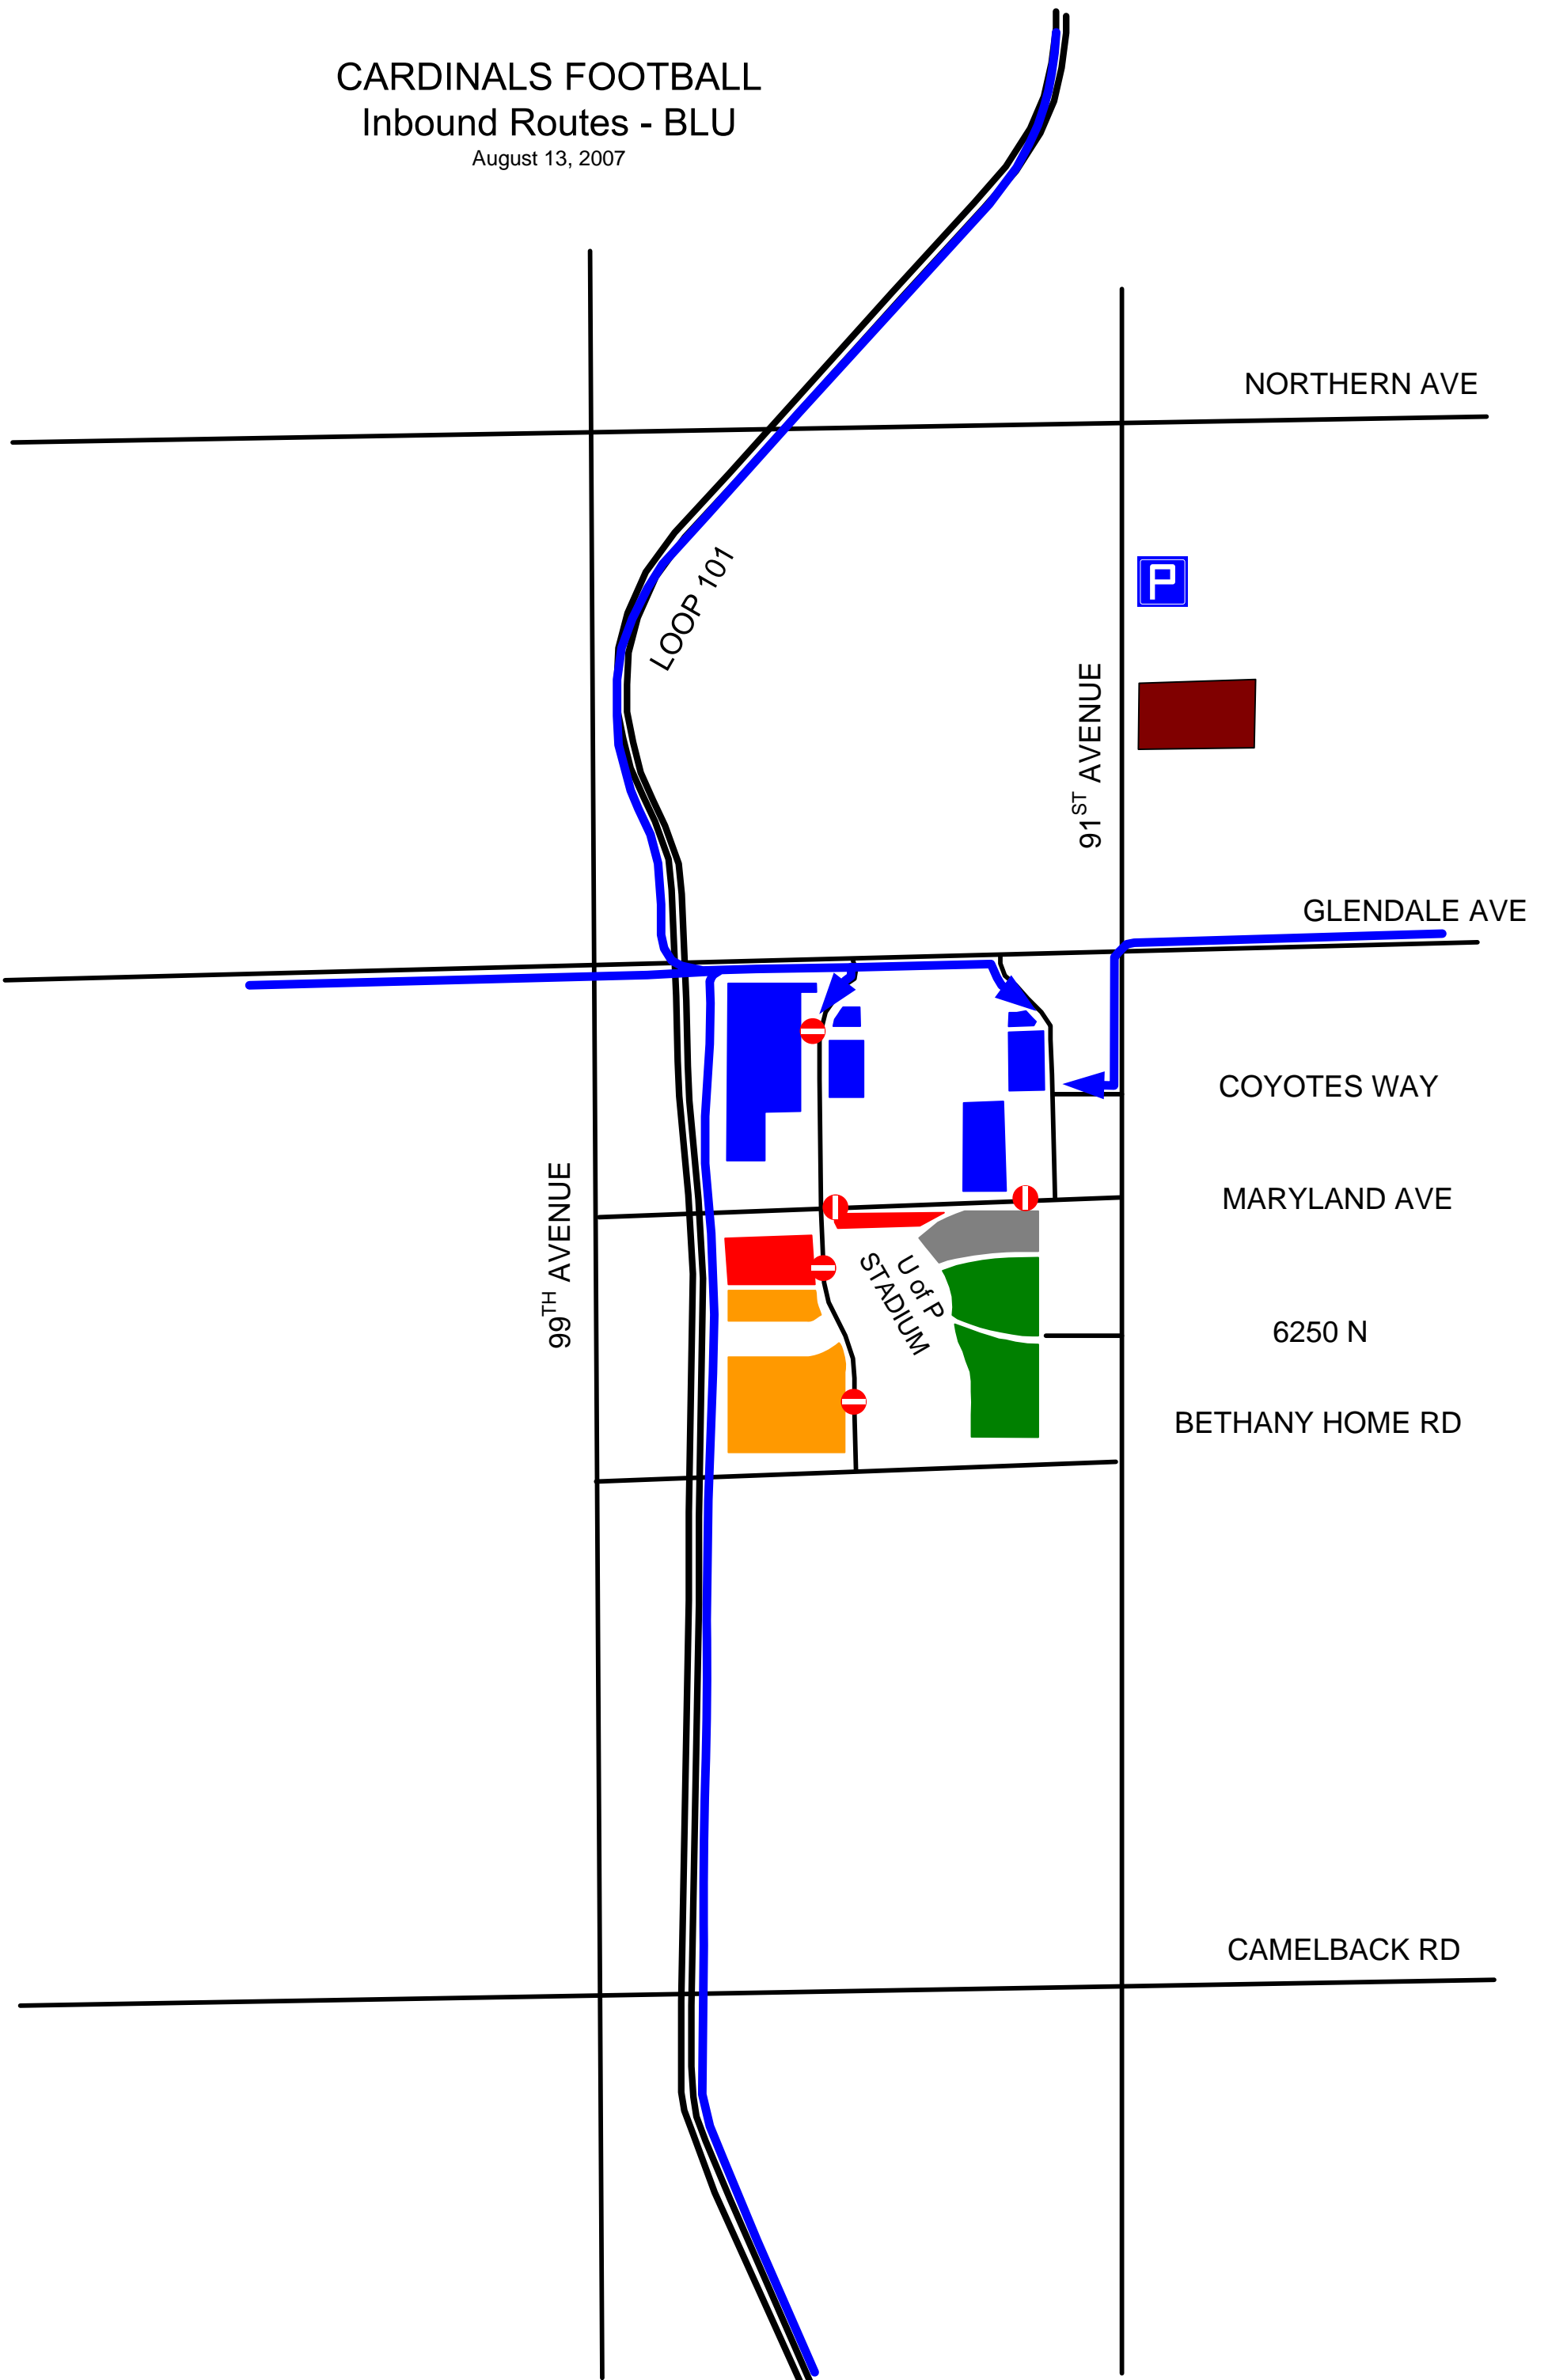 CARDINALS FOOTBALL
Inbound Routes - BLU
August 13, 2007
NORTHERN AVE
LOOP 101
P
91ST AVENUE
GLENDALE AVE
COYOTES WAY
MARYLAND AVE
99TH AVENUE
U of P
STADIUM
6250 N
BETHANY HOME RD
CAMELBACK RD